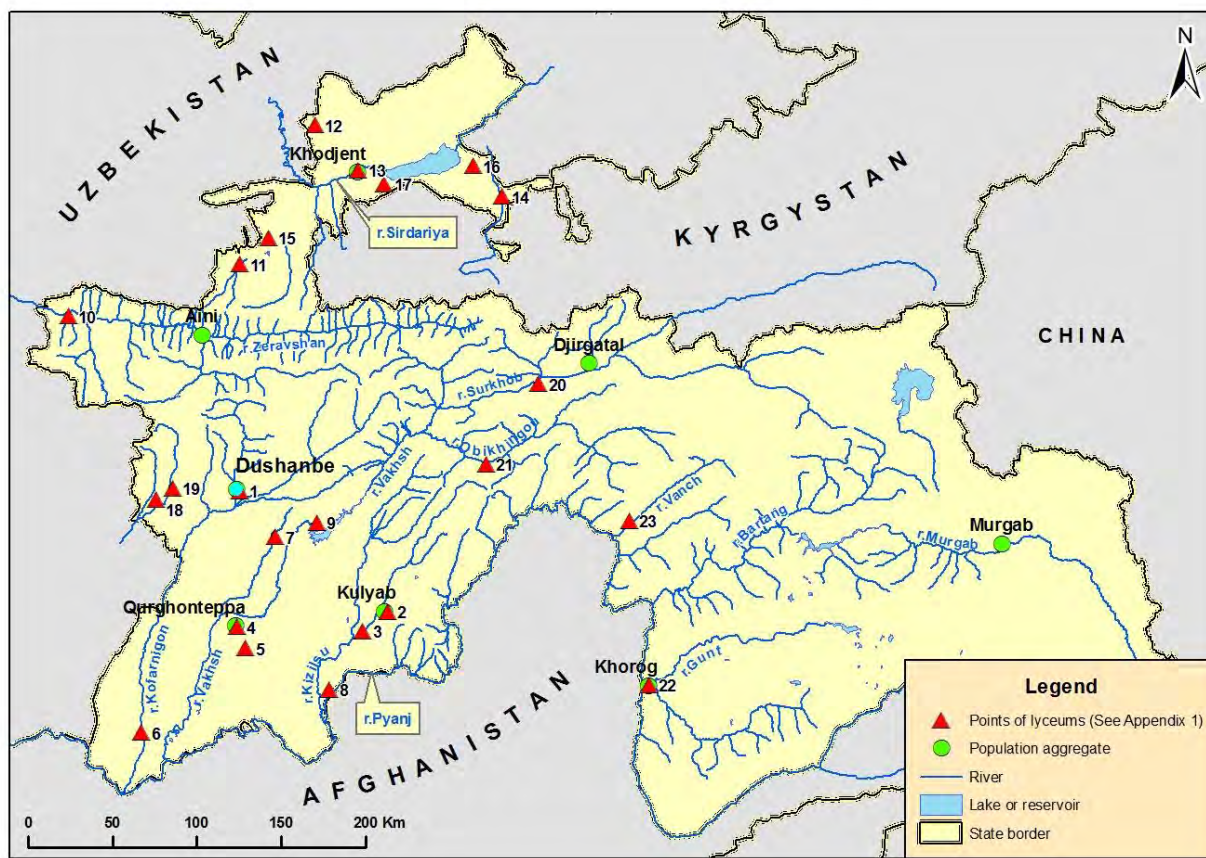 N
UZBEKISTAN
12
Khodjent
13
16
17
14
KYRGYSTAN
r.Sirdariya
15
11
10
Aini
r.Zeravshan
CHINA
Djirgatal
r.Surkhob
20
r.Obikhingou
21
Dushanbe
1
19
18
r.Vakhsh
9
7
23
r.Vanch
r.Bartang
Murgab
r.Murgab
Kulyab
2
Qurghonteppa
4
3
5
r.Kofarnigon
r.Vakhsh
r.Kizilsu
8
r.Pyanj
6
Khorog
22
r.Gunt
AFGHANISTAN
Legend
Points of lyceums (See Appendix 1)
Population aggregate
River
Lake or reservoir
State border
0 50 100 200 Km